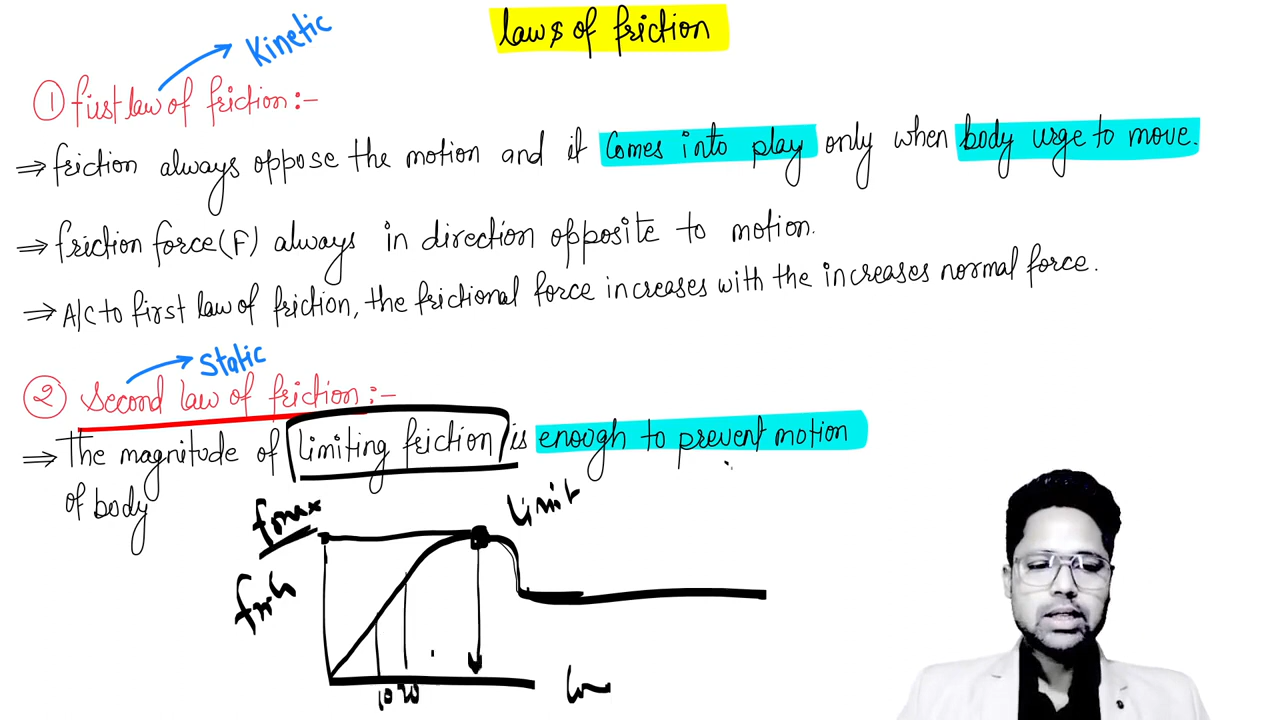 laws of friction
Kinetic
① first law of friction :-
⇒ friction always oppose the motion and it Comes into play only when body urge to move.
⇒ friction force (F) always in direction opposite to motion.
⇒ A/c to first law of friction, the frictional force increases with the increases normal force.
Static
② Second law of friction :-
⇒ The magnitude of limiting friction is enough to prevent motion
of body
fmax
Limit
10 20